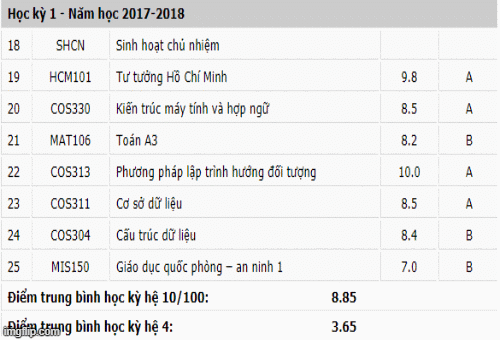 Học kỳ 1 - Năm học 2017-2018
18 SHCN Sinh hoạt chủ nhiệm
19 HCM101 Tư tưởng Hồ Chí Minh 9.8 A
20 COS330 Kiến trúc máy tính và hợp ngữ 8.5 A
21 MAT106 Toán A3 8.2 B
22 COS313 Phương pháp lập trình hướng đối tượng 10.0 A
23 COS311 Cơ sở dữ liệu 8.5 A
24 COS304 Cấu trúc dữ liệu 8.4 B
25 MIS150 Giáo dục quốc phòng – an ninh 1 7.0 B
Điểm trung bình học kỳ hệ 10/100: 8.85
Điểm trung bình học kỳ hệ 4: 3.65
imgflip.com